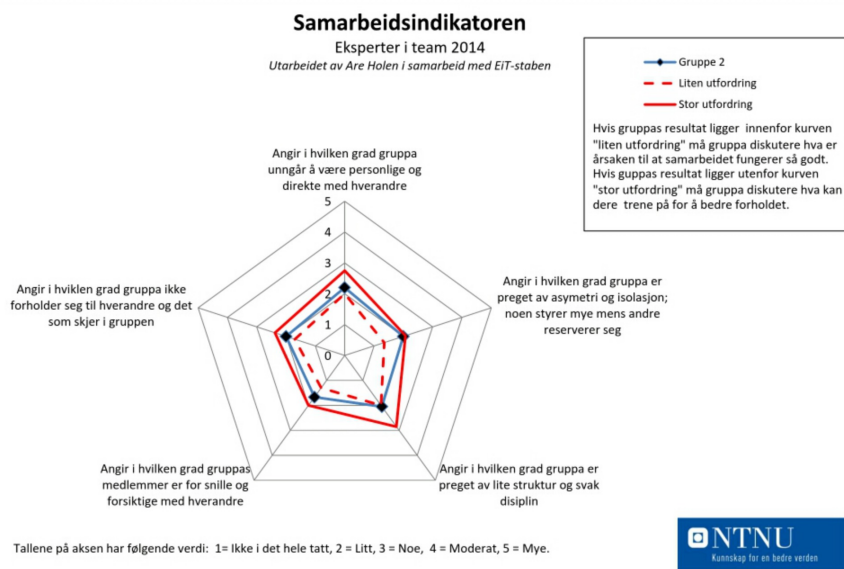 Samarbeidsindikatoren
Eksperter i team 2014
Utarbeidet av Are Holen i samarbeid med EiT-staben
Gruppe 2
Liten utfordring
Stor utfordring
Hvis gruppas resultat ligger innenfor kurven
"liten utfordring" må gruppa diskutere hva er
årsaken til at samarbeidet fungerer så godt.
Hvis guppas resultat ligger utenfor kurven
"stor utfordring" må gruppa diskutere hva kan
dere trene på for å bedre forholdet.
Angir i hvilken grad gruppa
unngår å være personlige og
direkte med hverandre
5
4
3
2
1
0
Angir i hviklen grad gruppa ikke
forholder seg til hverandre og det
som skjer i gruppen
Angir i hvilken grad gruppa er
preget av asymetri og isolasjon;
noen styrer mye mens andre
reserverer seg
Angir i hvilken grad gruppas
medlemmer er for snille og
forsiktige med hverandre
Angir i hvilken grad gruppa er
preget av lite struktur og svak
disiplin
Tallene på aksen har følgende verdi: 1= Ikke i det hele tatt, 2 = Litt, 3 = Noe, 4 = Moderat, 5 = Mye.
NTNU
Kunnskap for en bedre verden